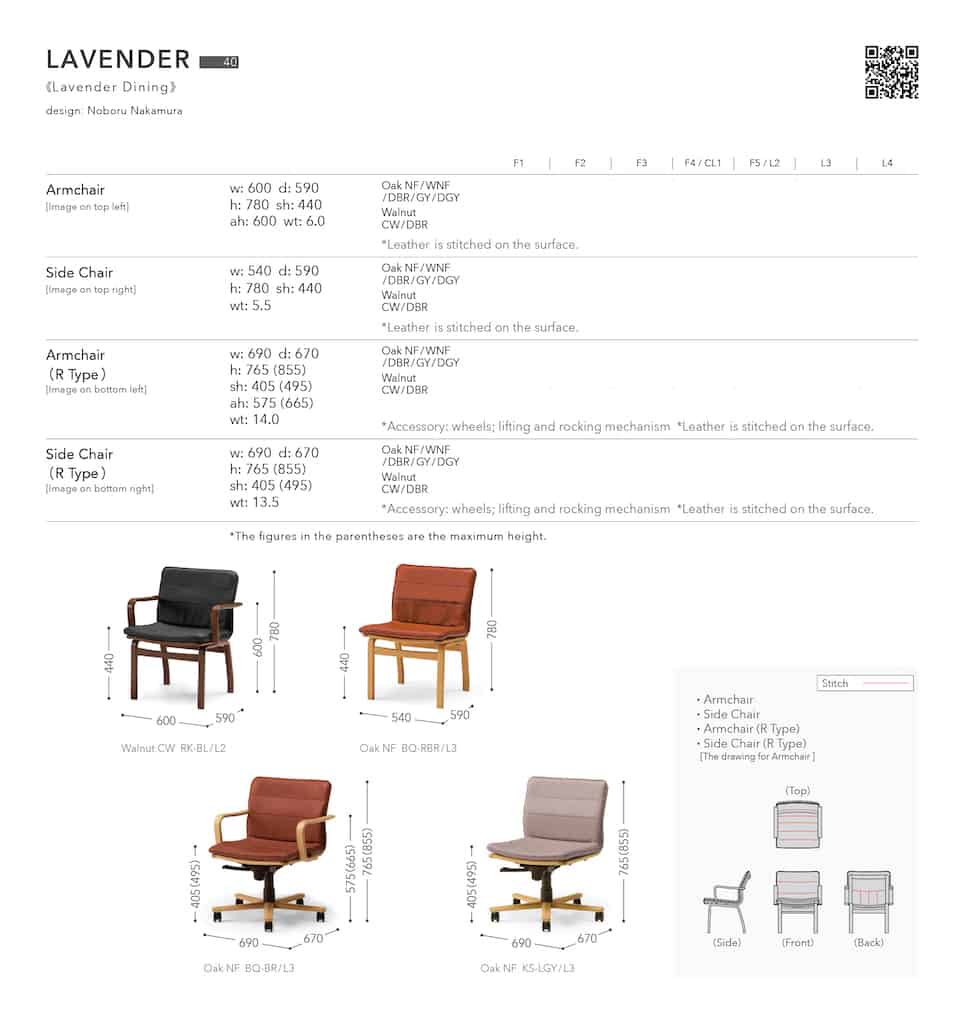 LAVENDER 40
《Lavender Dining》
design: Noboru Nakamura
F1 | F2 | F3 | F4 / CL1 | F5 / L2 | L3 | L4
Armchair
[Image on top left]
w: 600 d: 590
h: 780 sh: 440
ah: 600 wt: 6.0
Oak NF/WNF
/DBR/GY/DGY
Walnut
CW/DBR
*Leather is stitched on the surface.
Side Chair
[Image on top right]
w: 540 d: 590
h: 780 sh: 440
wt: 5.5
Oak NF/WNF
/DBR/GY/DGY
Walnut
CW/DBR
*Leather is stitched on the surface.
Armchair
（R Type）
[Image on bottom left]
w: 690 d: 670
h: 765 (855)
sh: 405 (495)
ah: 575 (665)
wt: 14.0
Oak NF/WNF
/DBR/GY/DGY
Walnut
CW/DBR
*Accessory: wheels; lifting and rocking mechanism *Leather is stitched on the surface.
Side Chair
（R Type）
[Image on bottom right]
w: 690 d: 670
h: 765 (855)
sh: 405 (495)
wt: 13.5
Oak NF/WNF
/DBR/GY/DGY
Walnut
CW/DBR
*Accessory: wheels; lifting and rocking mechanism *Leather is stitched on the surface.
*The figures in the parentheses are the maximum height.
440
600
780
600
590
Walnut CW RK-BL/L2
440
780
540
590
Oak NF BQ-RBR/L3
405(495)
575(665)
765(855)
690
670
Oak NF BQ-BR/L3
405(495)
765(855)
690
670
Oak NF KS-LGY/L3
Stitch
・Armchair
・Side Chair
・Armchair (R Type)
・Side Chair (R Type)
[The drawing for Armchair ]
(Top)
(Side)
(Front)
(Back)